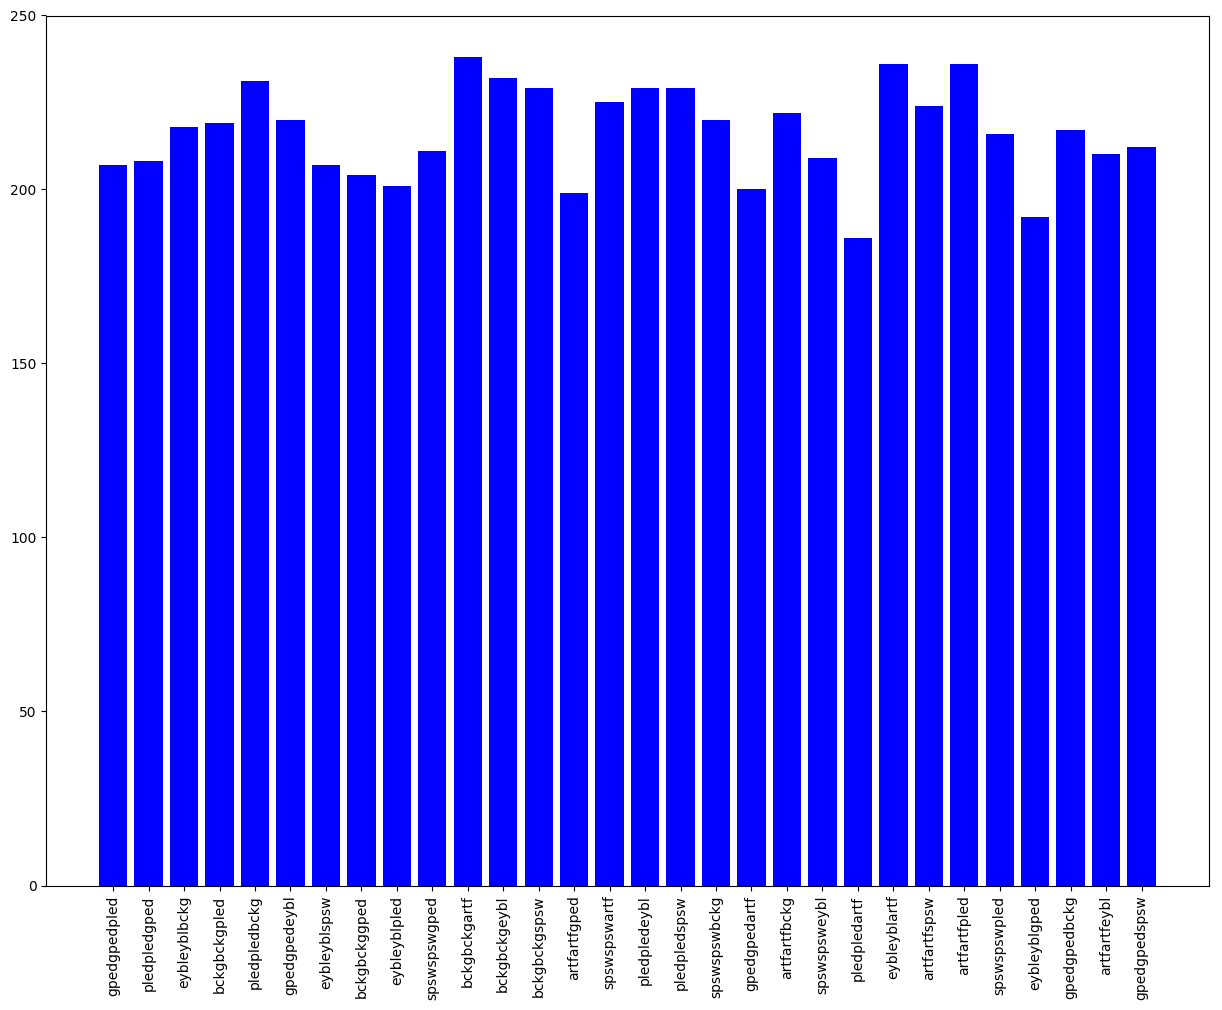 250
200
150
100
50
0
gpedgpedpled
pledpledgped
eybleyblbckg
bckgbckgpled
pledpledbckg
gpedgpedeybl
eybleyblspsw
bckgbckggped
eybleyblpled
spswspswgped
bckgbckgartf
bckgbckgeybl
bckgbckgspsw
artfartfgped
spswspswartf
pledpledeybl
pledpledspsw
spswspswbckg
gpedgpedartf
artfartfbckg
spswspsweybl
pledpledartf
eybleyblartf
artfartfspsw
artfartfpled
spswspswpled
eybleyblgped
gpedgpedbckg
artfartfeybl
gpedgpedspsw